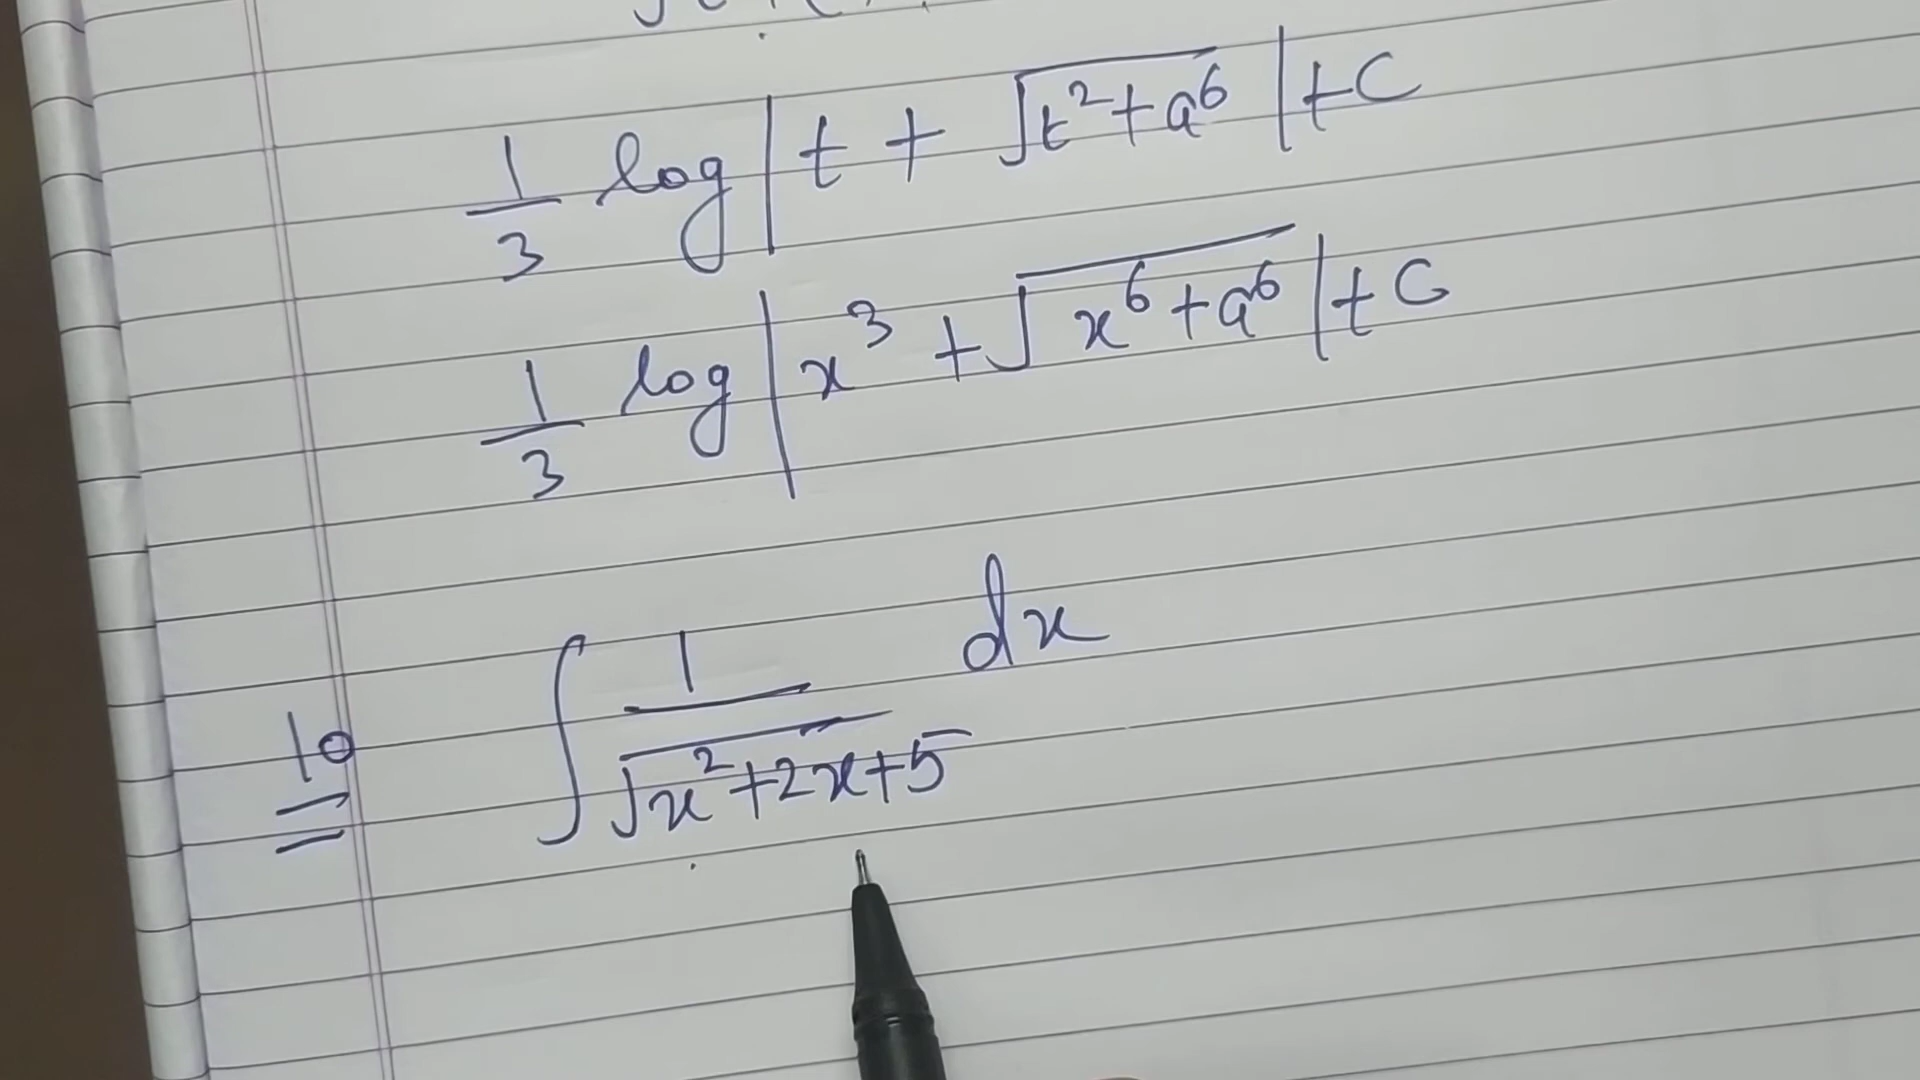 1/3 log|t + √(t²+a⁶)|+C
1/3 log|x³ + √(x⁶+a⁶)|+C
10 ∫ 1/√(x²+2x+5) dx